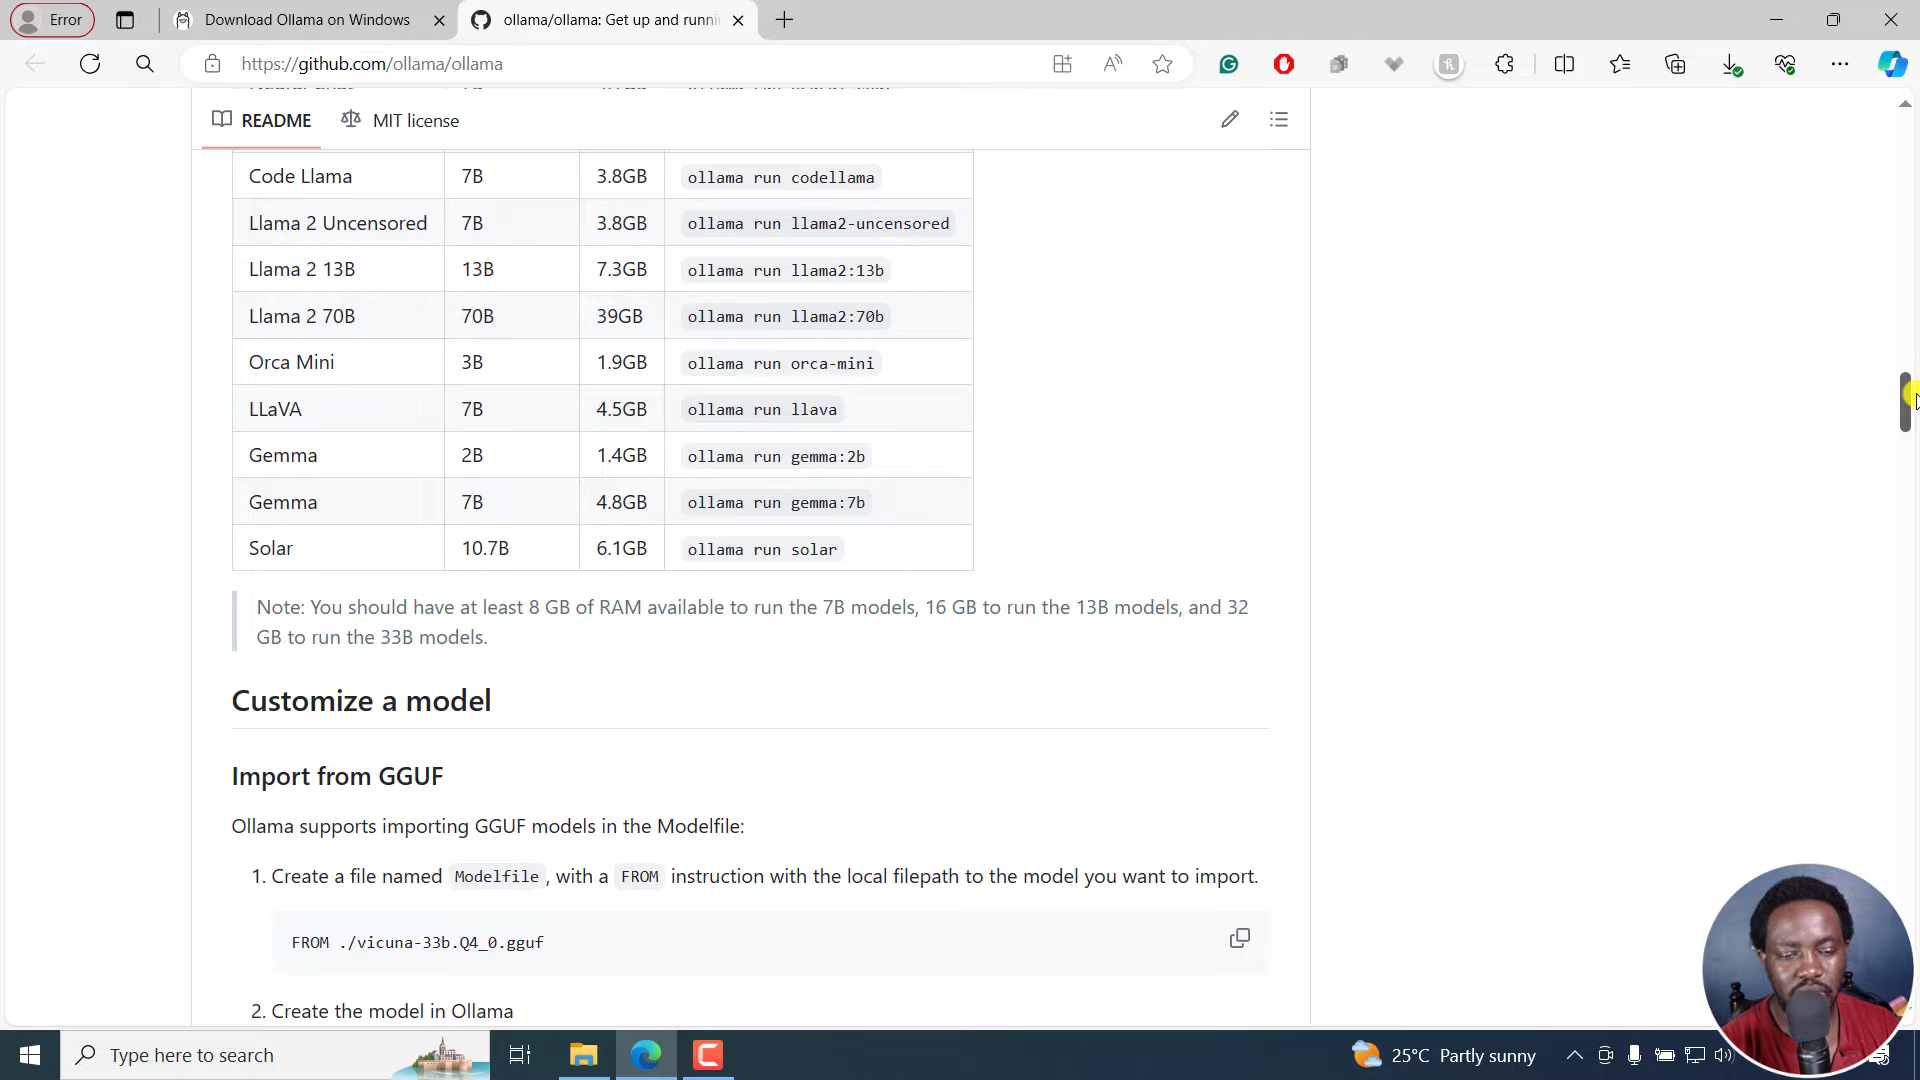 Error
Download Ollama on Windows
ollama/ollama: Get up and runni
https://github.com/ollama/ollama
README
MIT license
Code Llama 7B 3.8GB ollama run codellama
Llama 2 Uncensored 7B 3.8GB ollama run llama2-uncensored
Llama 2 13B 13B 7.3GB ollama run llama2:13b
Llama 2 70B 70B 39GB ollama run llama2:70b
Orca Mini 3B 1.9GB ollama run orca-mini
LLaVA 7B 4.5GB ollama run llava
Gemma 2B 1.4GB ollama run gemma:2b
Gemma 7B 4.8GB ollama run gemma:7b
Solar 10.7B 6.1GB ollama run solar
Note: You should have at least 8 GB of RAM available to run the 7B models, 16 GB to run the 13B models, and 32
GB to run the 33B models.
Customize a model
Import from GGUF
Ollama supports importing GGUF models in the Modelfile:
1. Create a file named Modelfile, with a FROM instruction with the local filepath to the model you want to import.
FROM ./vicuna-33b.Q4_0.gguf
2. Create the model in Ollama
Type here to search
25°C Partly sunny